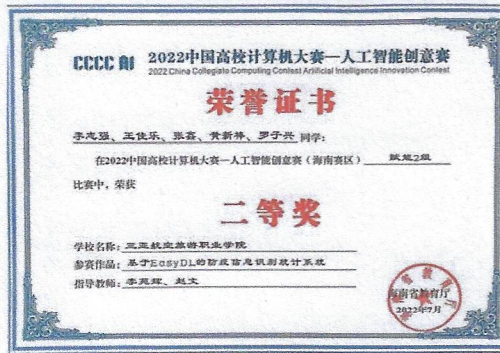 CCCC AI 2022中国高校计算机大赛—人工智能创意赛
2022 China Collegiate Computing Contest Artificial Intelligence Innovation Contest
荣誉证书
李志强、王佳乐、张鑫、黄新林、罗子兴 同学:
在2022中国高校计算机大赛—人工智能创意赛（海南赛区） 赋能2组
比赛中，荣获
二等奖
学校名称: 三亚航空旅游职业学院
参赛作品: 基于EasyDL的防疫信息识别统计系统
指导教师: 李苑辉、赵文
海南省教育厅
2022年7月